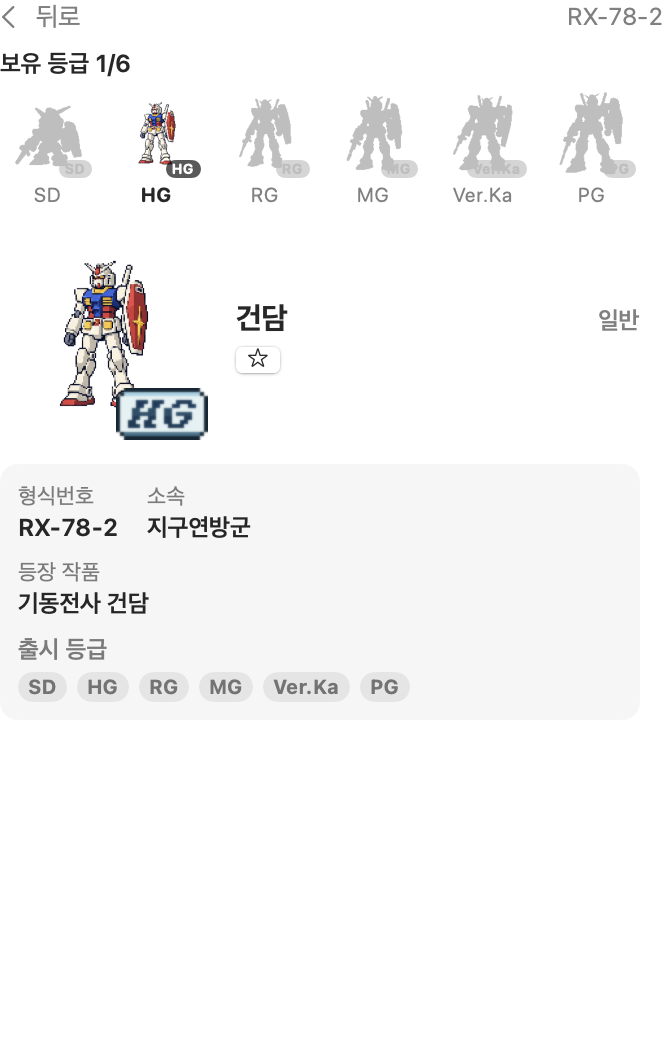 뒤로 RX-78-2
보유 등급 1/6
SD HG RG MG Ver.Ka PG
SD HG RG MG Ver.Ka PG
건담 일반
☆
HG
형식번호 소속
RX-78-2 지구연방군
등장 작품
기동전사 건담
출시 등급
SD HG RG MG Ver.Ka PG